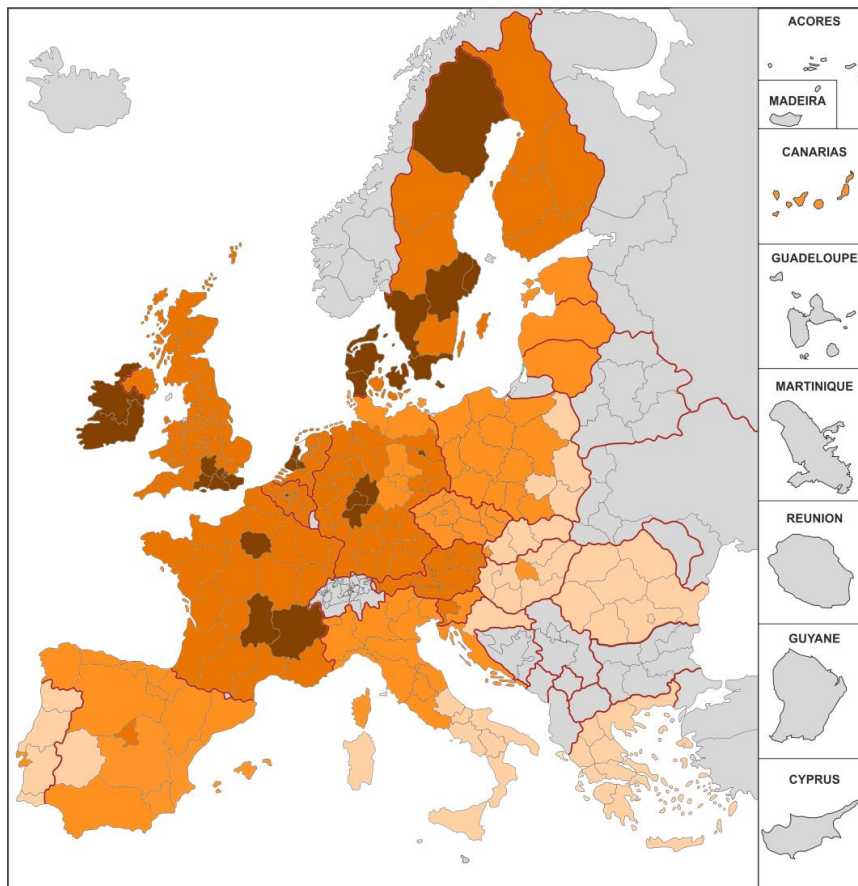 ACORES
MADEIRA
CANARIAS
GUADELOUPE
MARTINIQUE
REUNION
GUYANE
CYPRUS